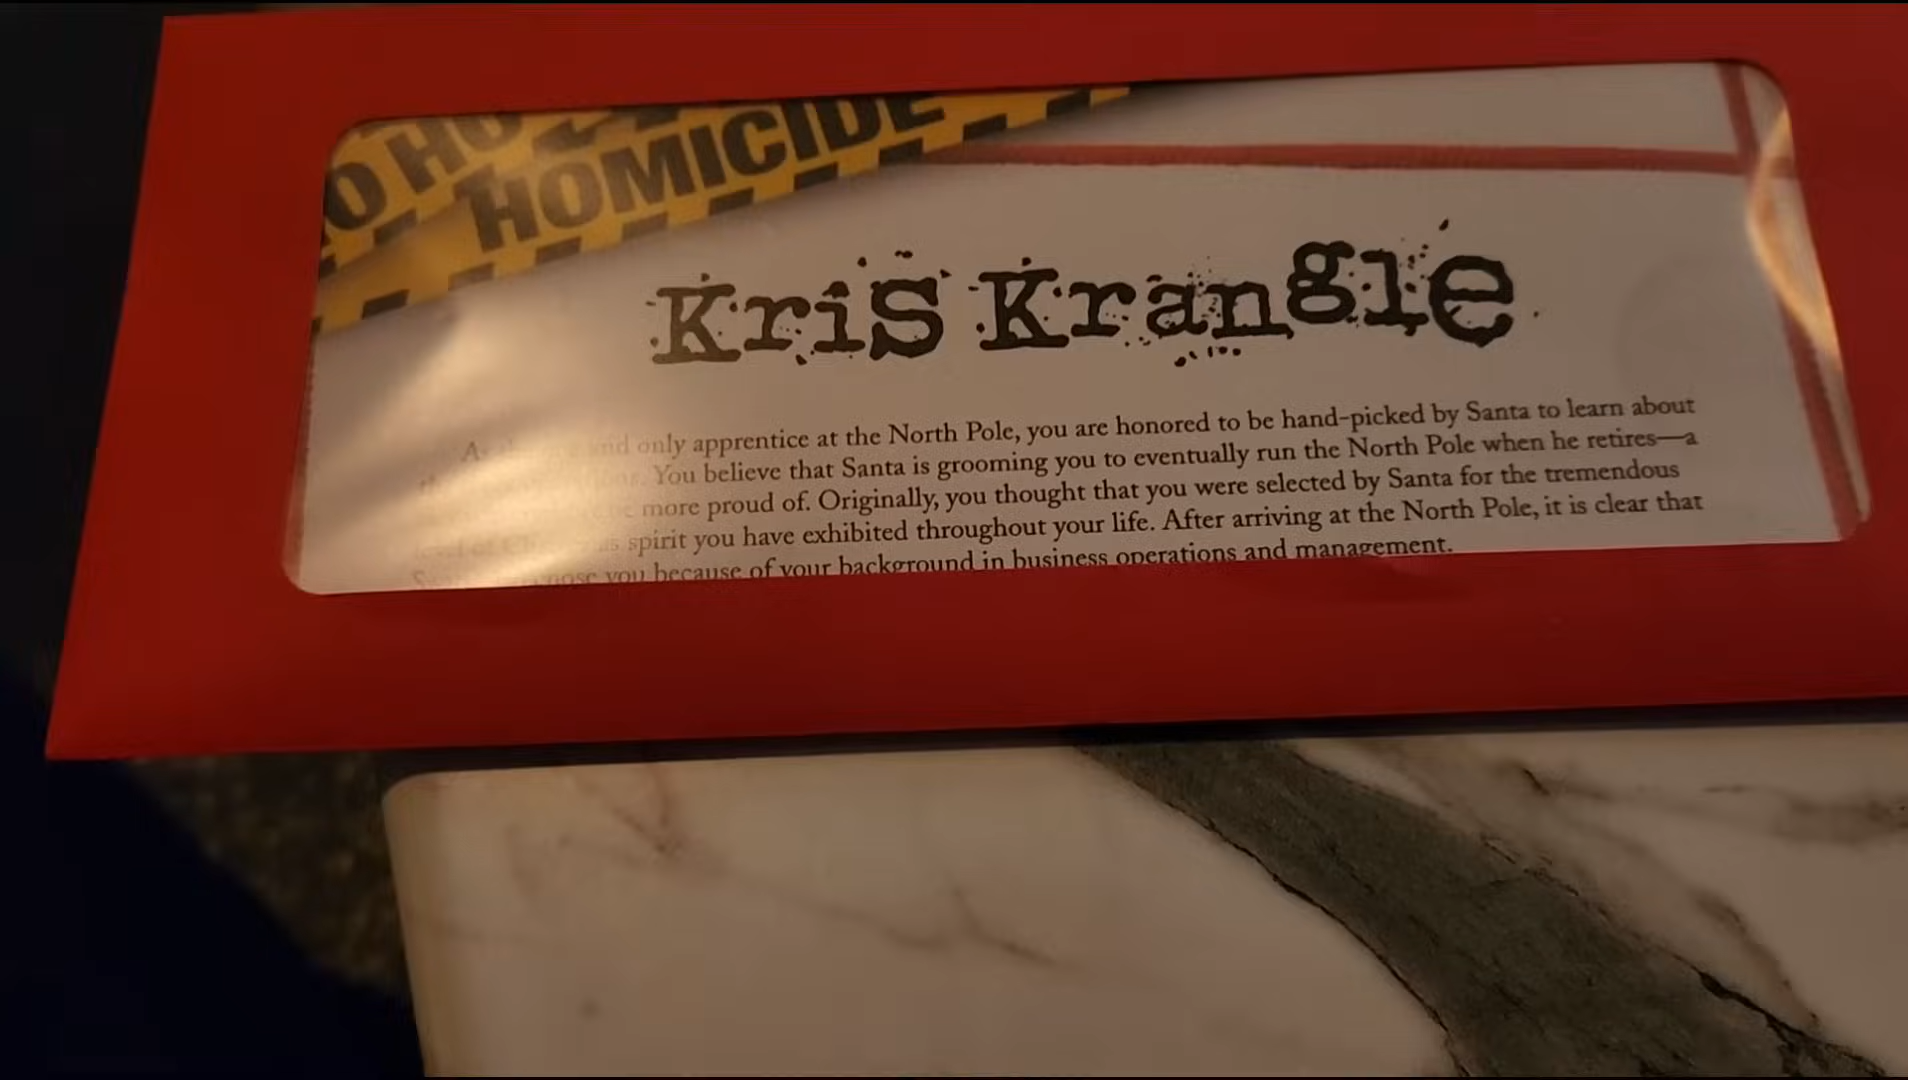 HO
HOMICIDE
Kris Krangle
and only apprentice at the North Pole, you are honored to be hand-picked by Santa to learn about
You believe that Santa is grooming you to eventually run the North Pole when he retires—a
more proud of. Originally, you thought that you were selected by Santa for the tremendous
spirit you have exhibited throughout your life. After arriving at the North Pole, it is clear that
you because of your background in business operations and management.